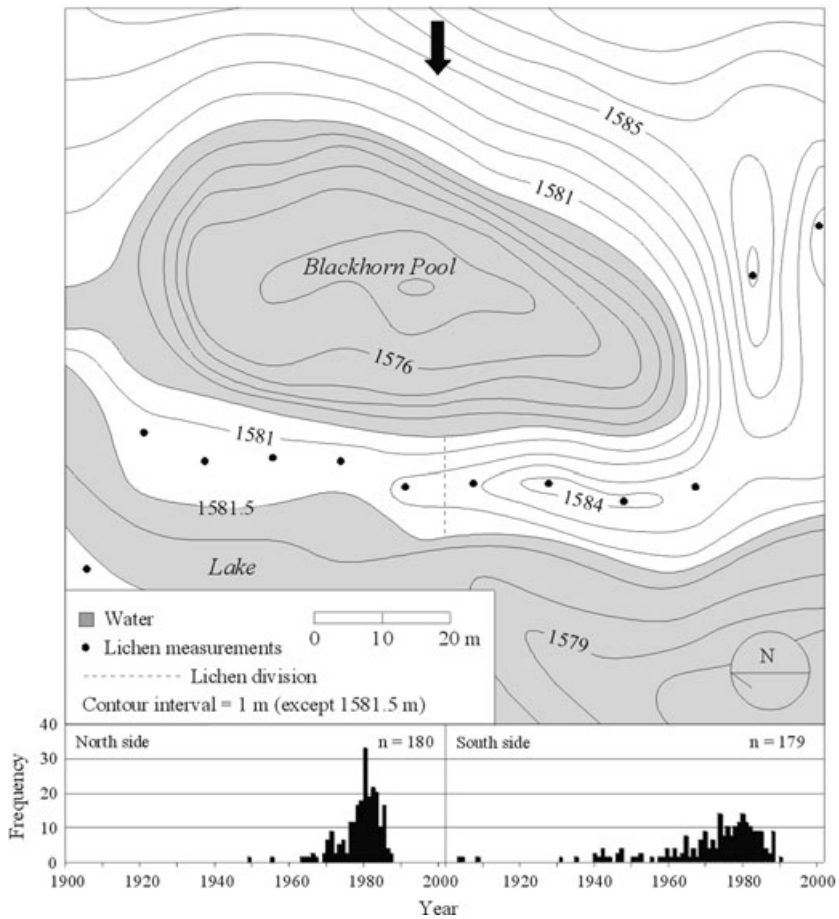 1585
1581
Blackhorn Pool
1576
1581
1584
1581.5
Lake
1579
N
Water
Lichen measurements
Lichen division
Contour interval = 1 m (except 1581.5 m)
0 10 20 m
North side n = 180
South side n = 179
Frequency
40
30
20
10
0
1900 1920 1940 1960 1980 2000 1920 1940 1960 1980 2000
Year